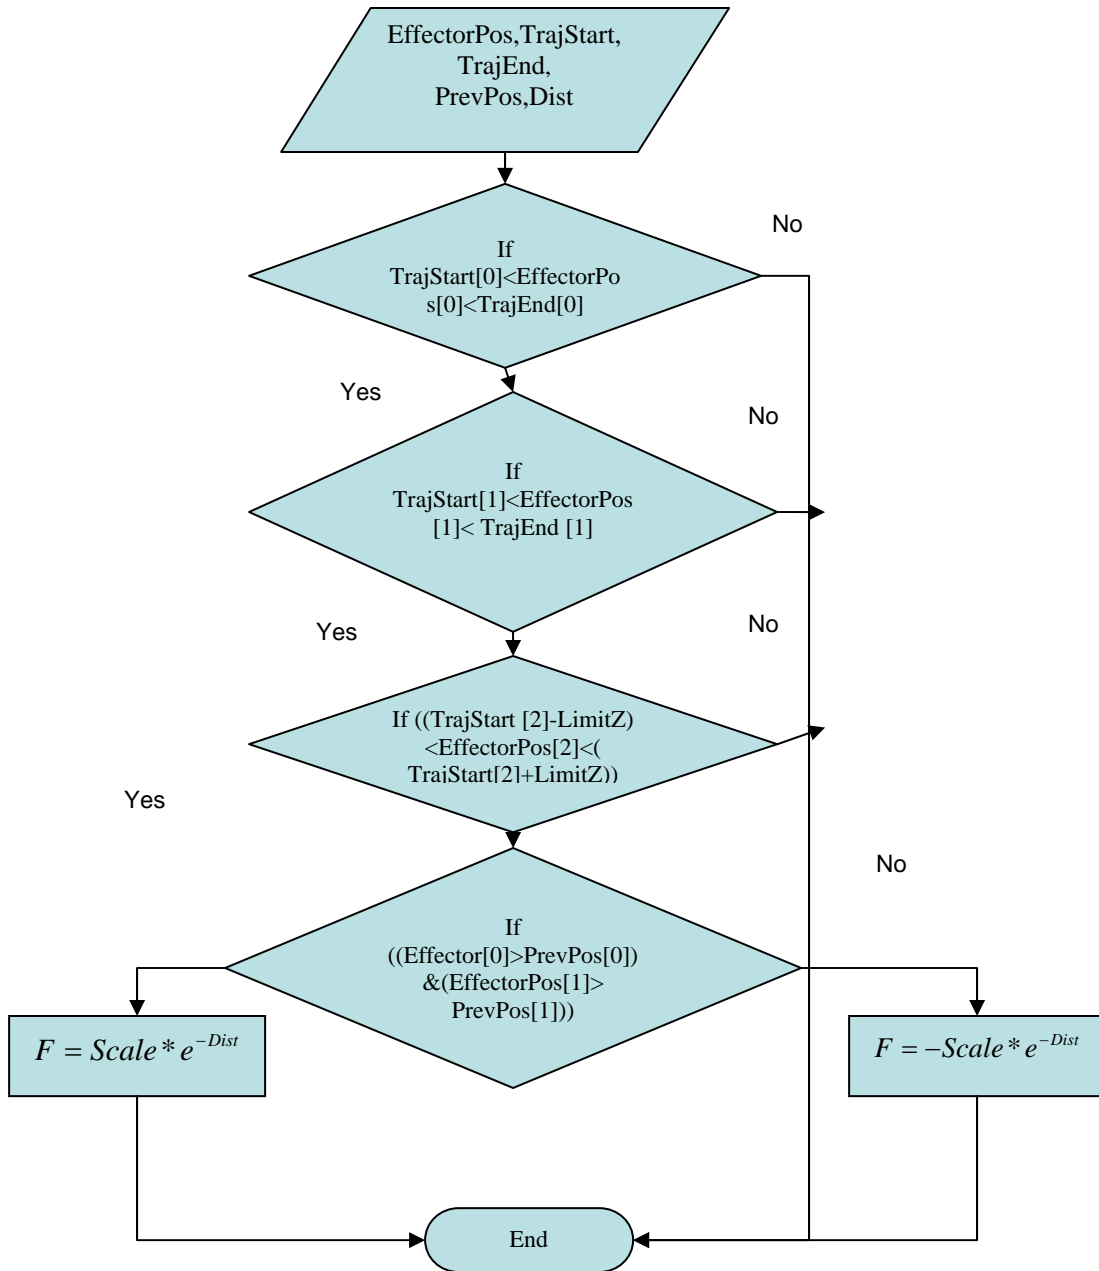 EffectorPos,TrajStart,
TrajEnd,
PrevPos,Dist
No
If
TrajStart[0]<EffectorPo
s[0]<TrajEnd[0]
Yes
No
If
TrajStart[1]<EffectorPos
[1]< TrajEnd [1]
Yes
No
If ((TrajStart [2]-LimitZ)
<EffectorPos[2]<(
TrajStart[2]+LimitZ))
Yes
No
If
((Effector[0]>PrevPos[0])
&(EffectorPos[1]>
PrevPos[1]))
F = Scale * e^{-Dist}
F = -Scale * e^{-Dist}
End